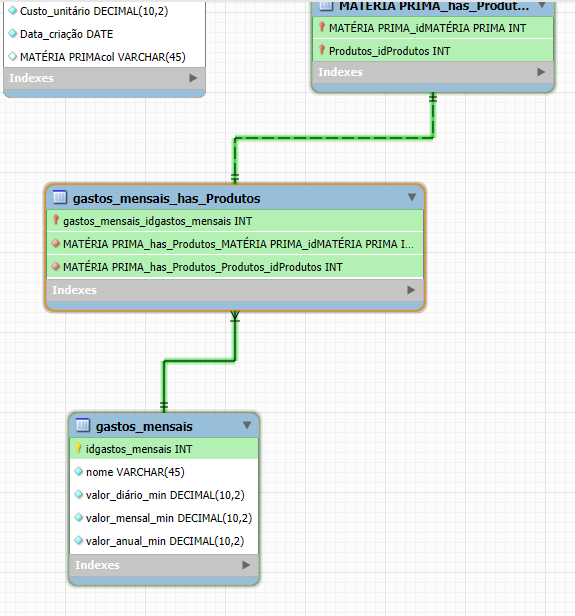 Custo_unitário DECIMAL(10,2)
Data_criação DATE
MATÉRIA PRIMAcol VARCHAR(45)
Indexes
MATÉRIA PRIMA_has_Produt...
MATÉRIA PRIMA_idMATÉRIA PRIMA INT
Produtos_idProdutos INT
Indexes
gastos_mensais_has_Produtos
gastos_mensais_idgastos_mensais INT
MATÉRIA PRIMA_has_Produtos_MATÉRIA PRIMA_idMATÉRIA PRIMA I...
MATÉRIA PRIMA_has_Produtos_Produtos_idProdutos INT
Indexes
gastos_mensais
idgastos_mensais INT
nome VARCHAR(45)
valor_diário_min DECIMAL(10,2)
valor_mensal_min DECIMAL(10,2)
valor_anual_min DECIMAL(10,2)
Indexes